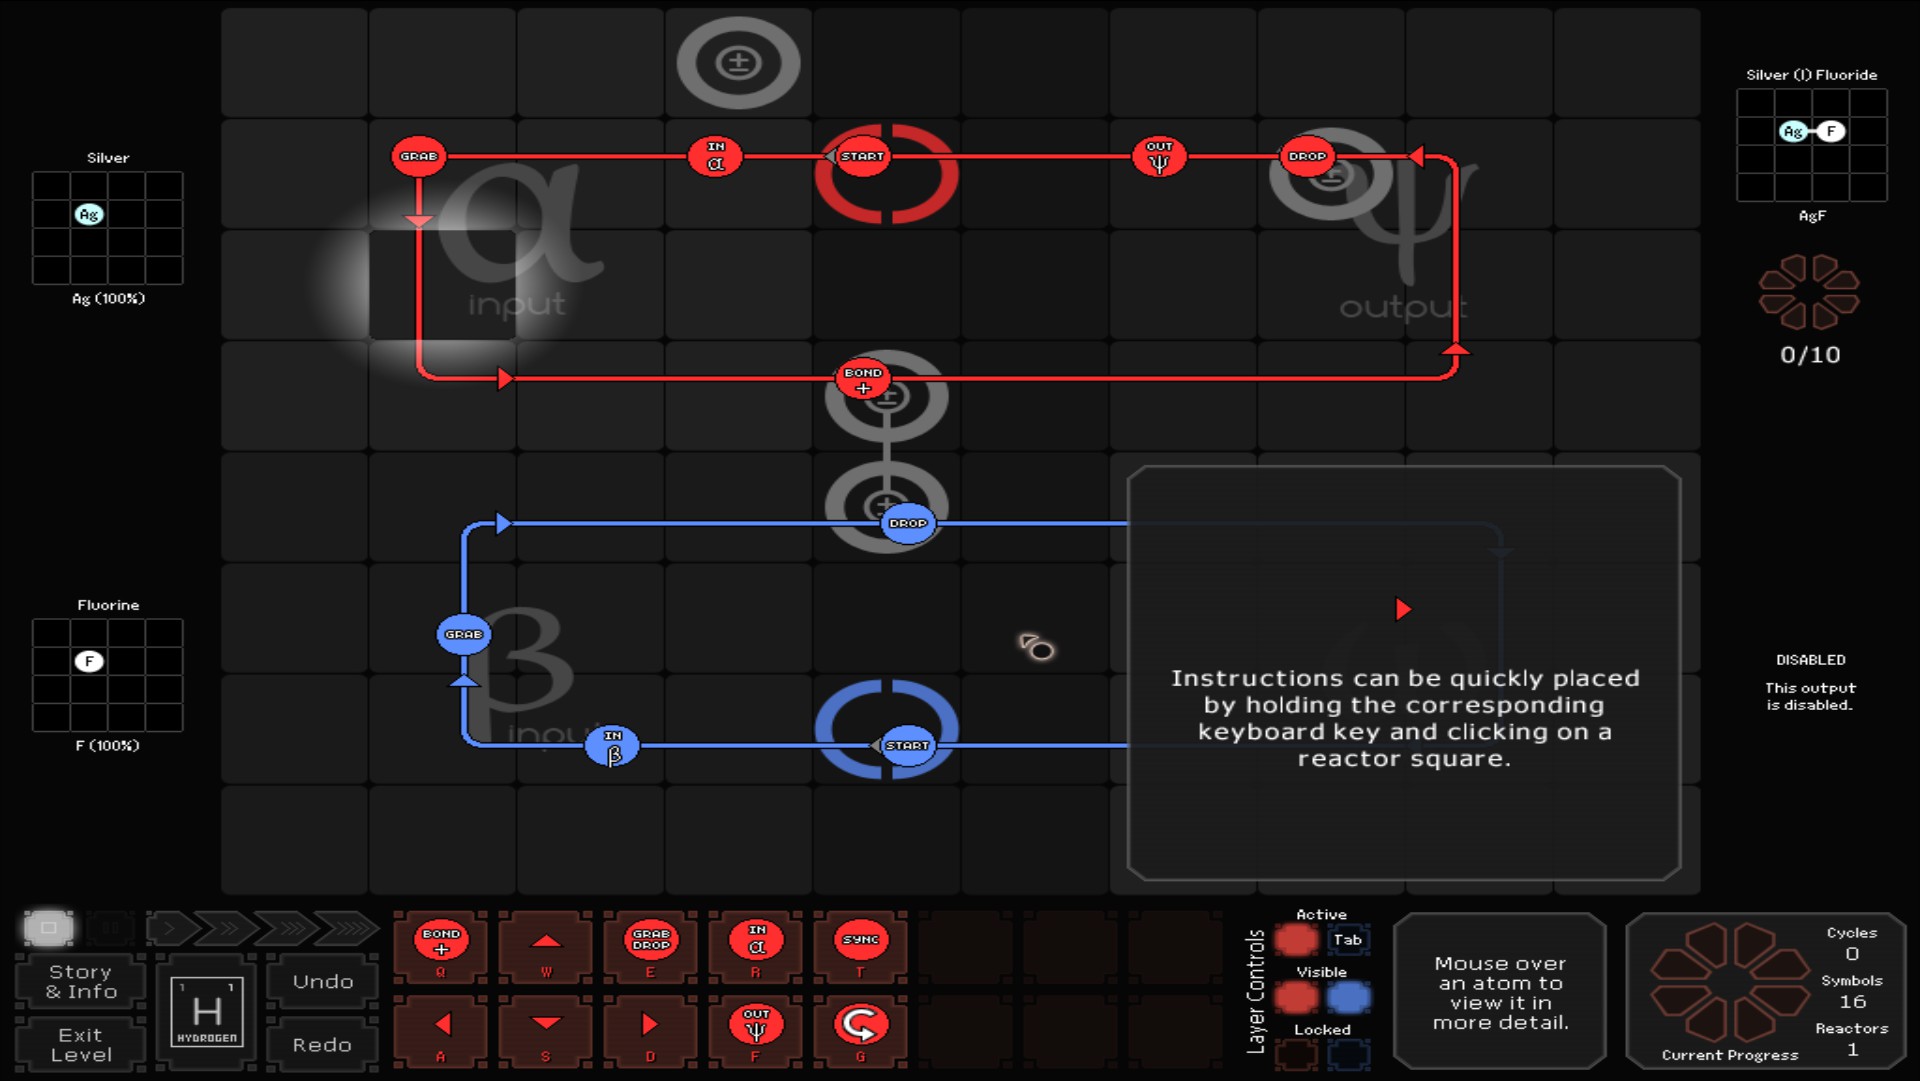 Silver
Ag
Ag (100%)
Fluorine
F
F (100%)
GRAB
IN
α
START
OUT
ψ
DROP
α
input
ψ
output
BOND
+
DROP
GRAB
β
input
IN
β
START
Instructions can be quickly placed
by holding the corresponding
keyboard key and clicking on a
reactor square.
Silver (I) Fluoride
Ag F
AgF
0/10
DISABLED
This output
is disabled.
Story
& Info
Exit
Level
1 1
H
HYDROGEN
Undo
Redo
BOND
+
Q
W
GRAB
DROP
E
IN
α
R
SYNC
T
A
S
D
OUT
ψ
F
G
Layer Controls
Active
Tab
Visible
Locked
Mouse over
an atom to
view it in
more detail.
Cycles
0
Symbols
16
Reactors
1
Current Progress